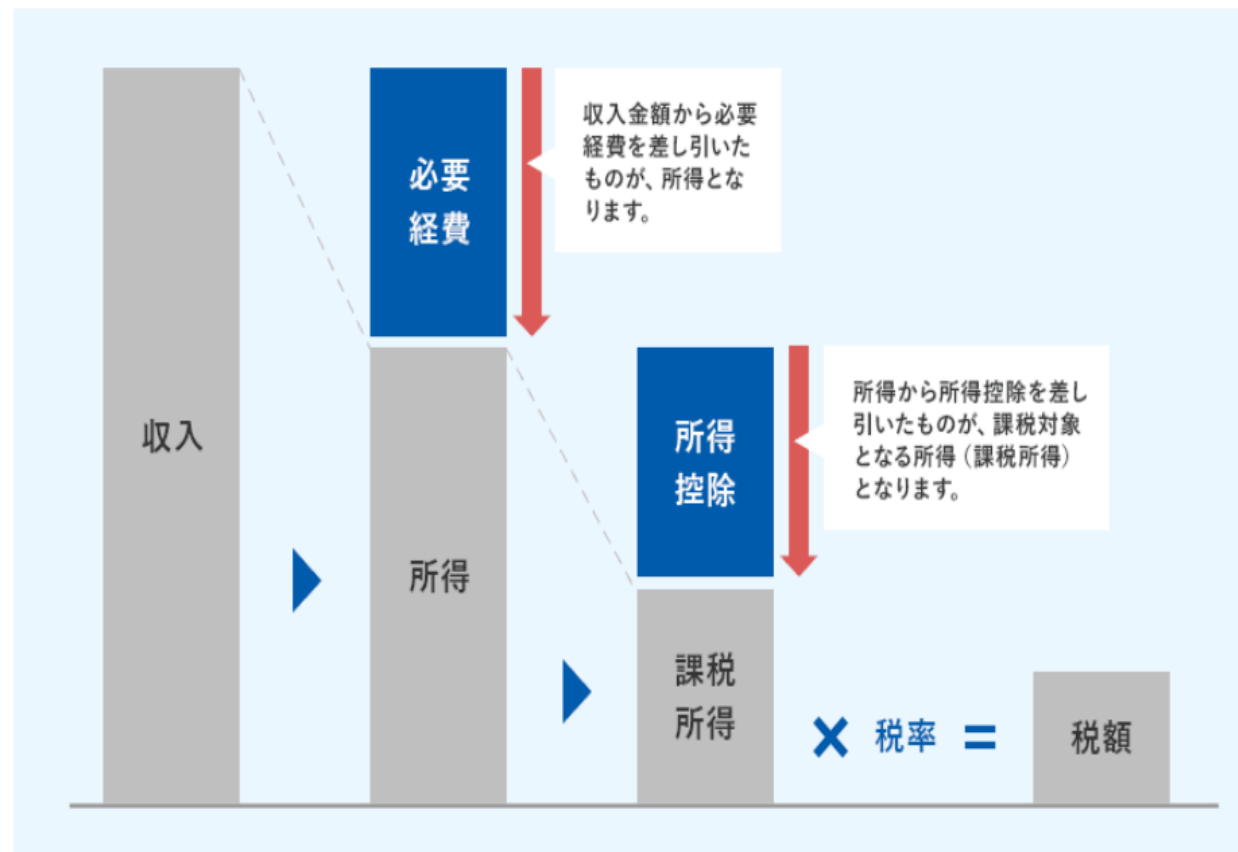 収入
必要
経費
収入金額から必要
経費を差し引いた
ものが、所得とな
ります。
所得
所得
控除
所得から所得控除を差し
引いたものが、課税対象
となる所得（課税所得）
となります。
課税
所得
× 税率 =
税額